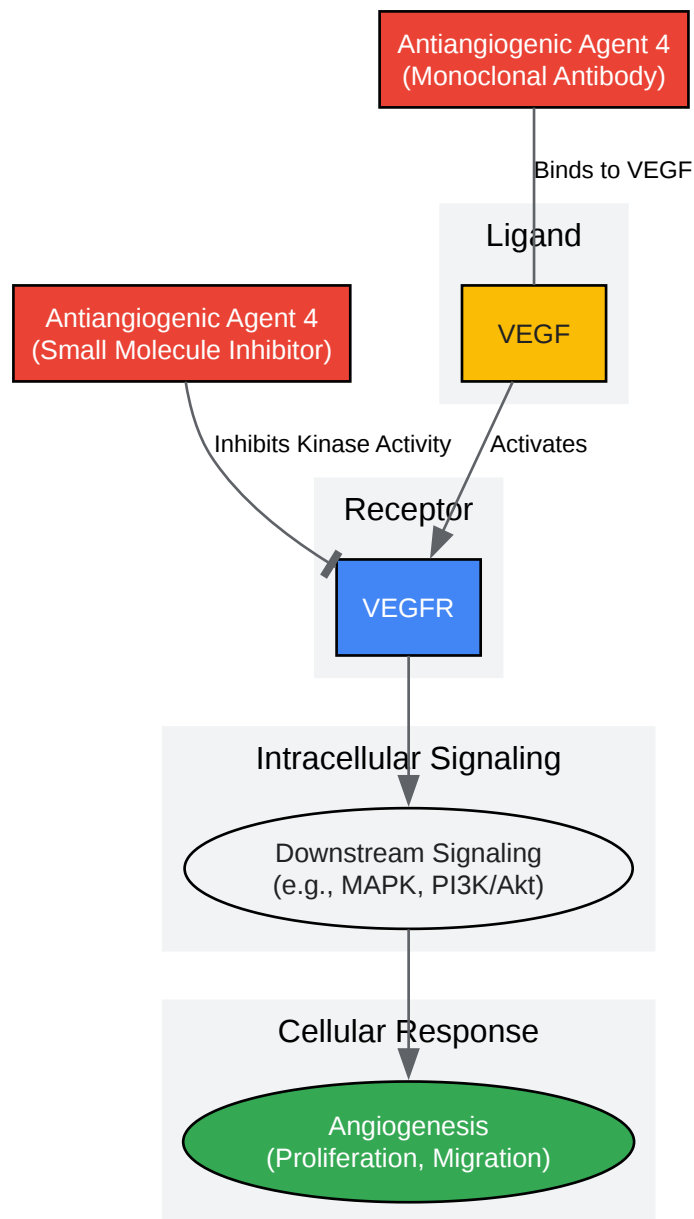 Antiangiogenic Agent 4
(Monoclonal Antibody)
Binds to VEGF
Ligand
VEGF
Antiangiogenic Agent 4
(Small Molecule Inhibitor)
Inhibits Kinase Activity
Activates
Receptor
VEGFR
Intracellular Signaling
Downstream Signaling
(e.g., MAPK, PI3K/Akt)
Cellular Response
Angiogenesis
(Proliferation, Migration)